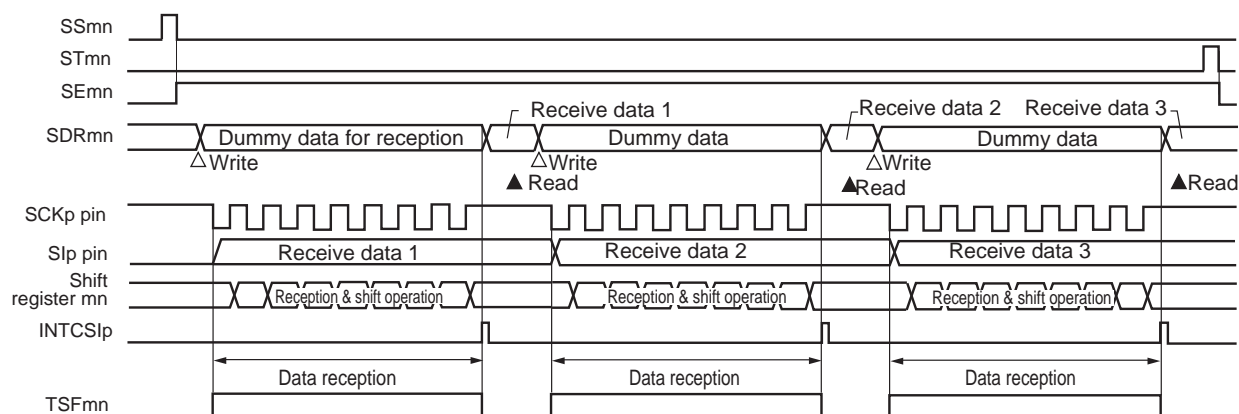 SSmn
STmn
SEmn
Receive data 1
Receive data 2
Receive data 3
SDRmn
Dummy data for reception
Dummy data
Dummy data
△Write
△Write
△Write
▲Read
▲Read
▲Read
SCKp pin
SIp pin
Receive data 1
Receive data 2
Receive data 3
Shift
register mn
Reception & shift operation
Reception & shift operation
Reception & shift operation
INTCSIp
Data reception
Data reception
Data reception
TSFmn